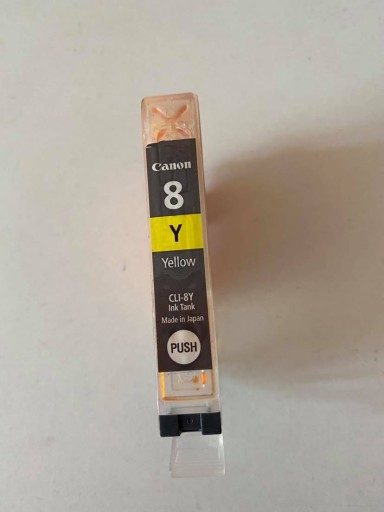 Canon
8
Y
Yellow
CLI-8Y
Ink Tank
Made in Japan
PUSH